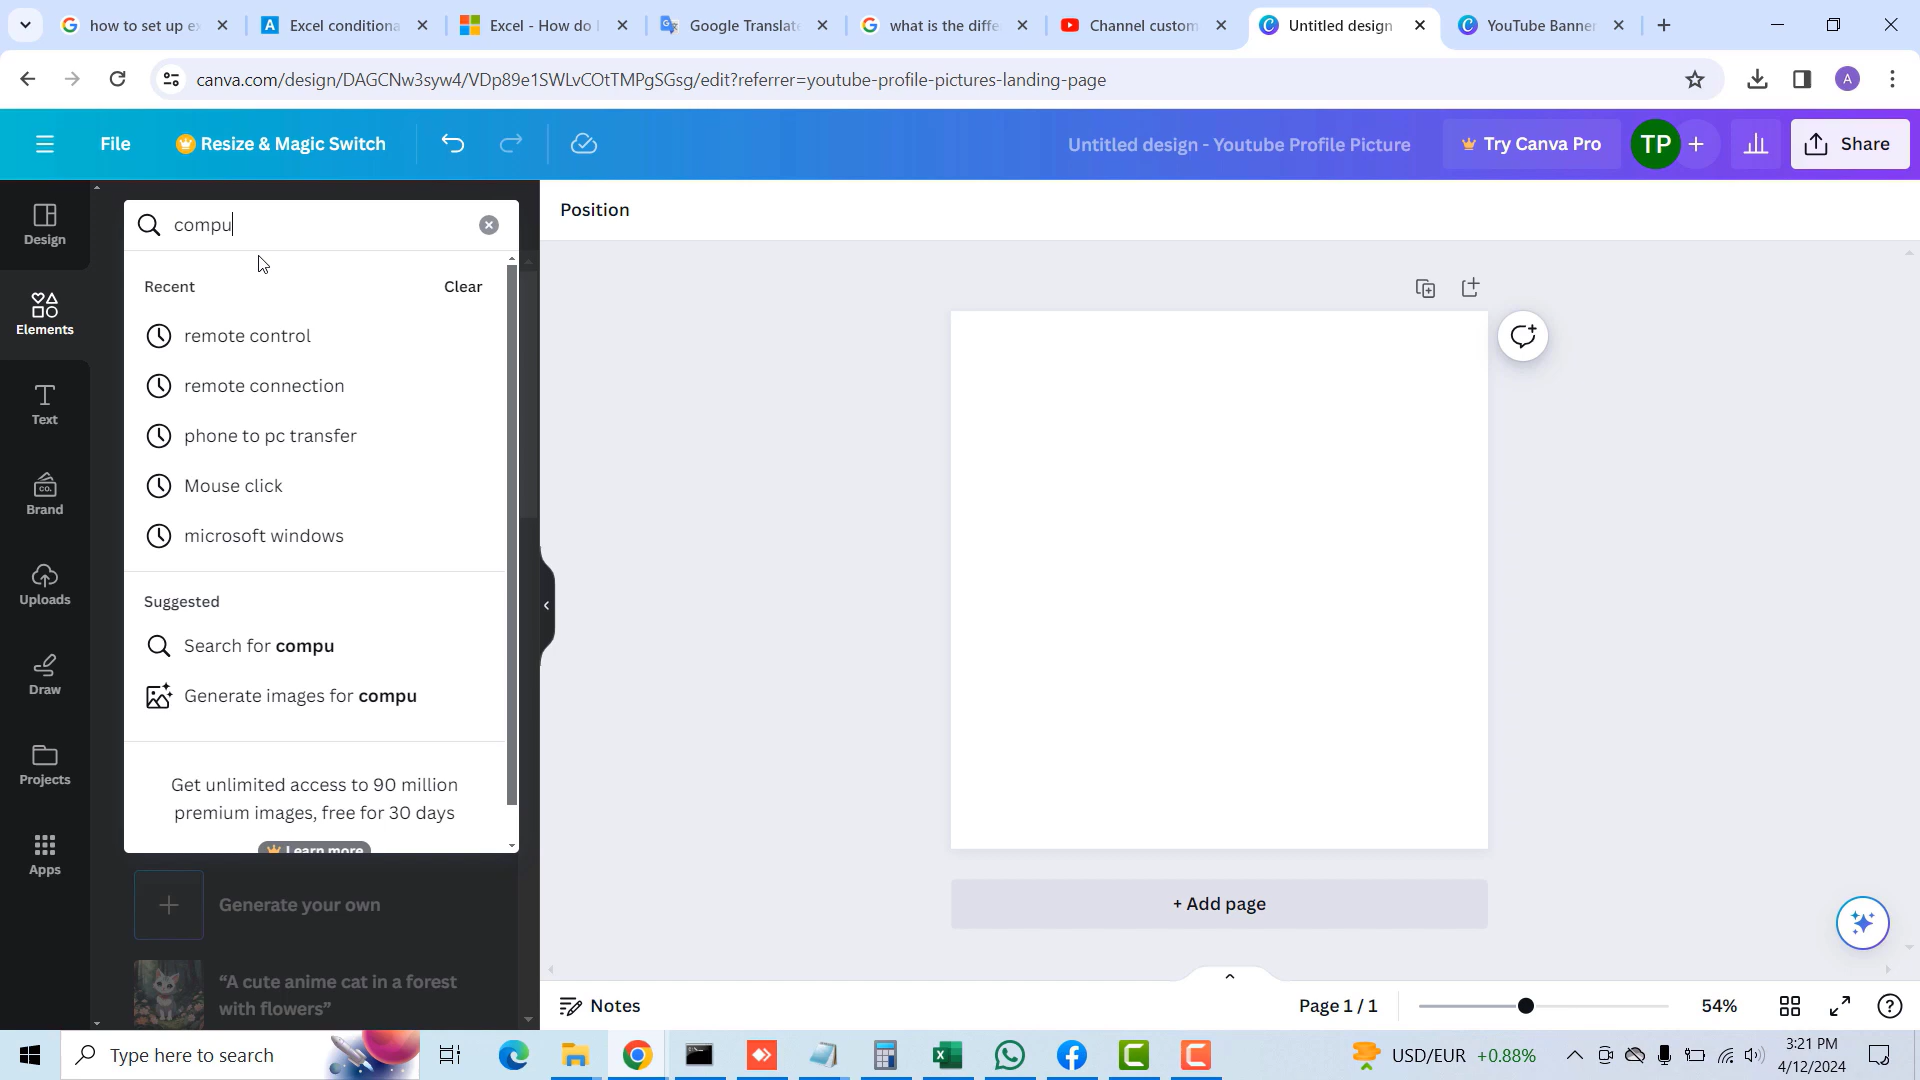 how to set up e
Excel conditiona
Excel - How do I
Google Translat
what is the diffe
Channel custom
Untitled design
YouTube Banner
canva.com/design/DAGCNw3syw4/VDp89e1SWLvCOtTMPgSGsg/edit?referrer=youtube-profile-pictures-landing-page
A
File
Resize & Magic Switch
Untitled design - Youtube Profile Picture
Try Canva Pro
TP
Share
Design
Elements
Text
Brand
Uploads
Draw
Projects
Apps
compu
Recent
Clear
remote control
remote connection
phone to pc transfer
Mouse click
microsoft windows
Suggested
Search for compu
Generate images for compu
Get unlimited access to 90 million
premium images, free for 30 days
Learn more
Generate your own
“A cute anime cat in a forest
with flowers”
Position
+ Add page
Notes
Page 1 / 1
54%
Type here to search
USD/EUR +0.88%
3:21 PM
4/12/2024